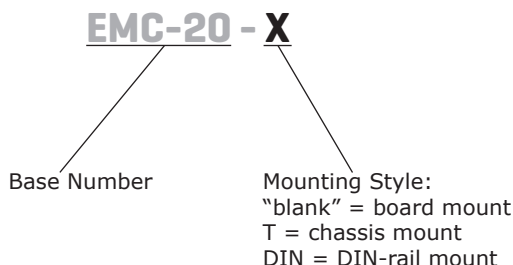 EMC-20 - X
Base Number
Mounting Style:
“blank” = board mount
T = chassis mount
DIN = DIN-rail mount